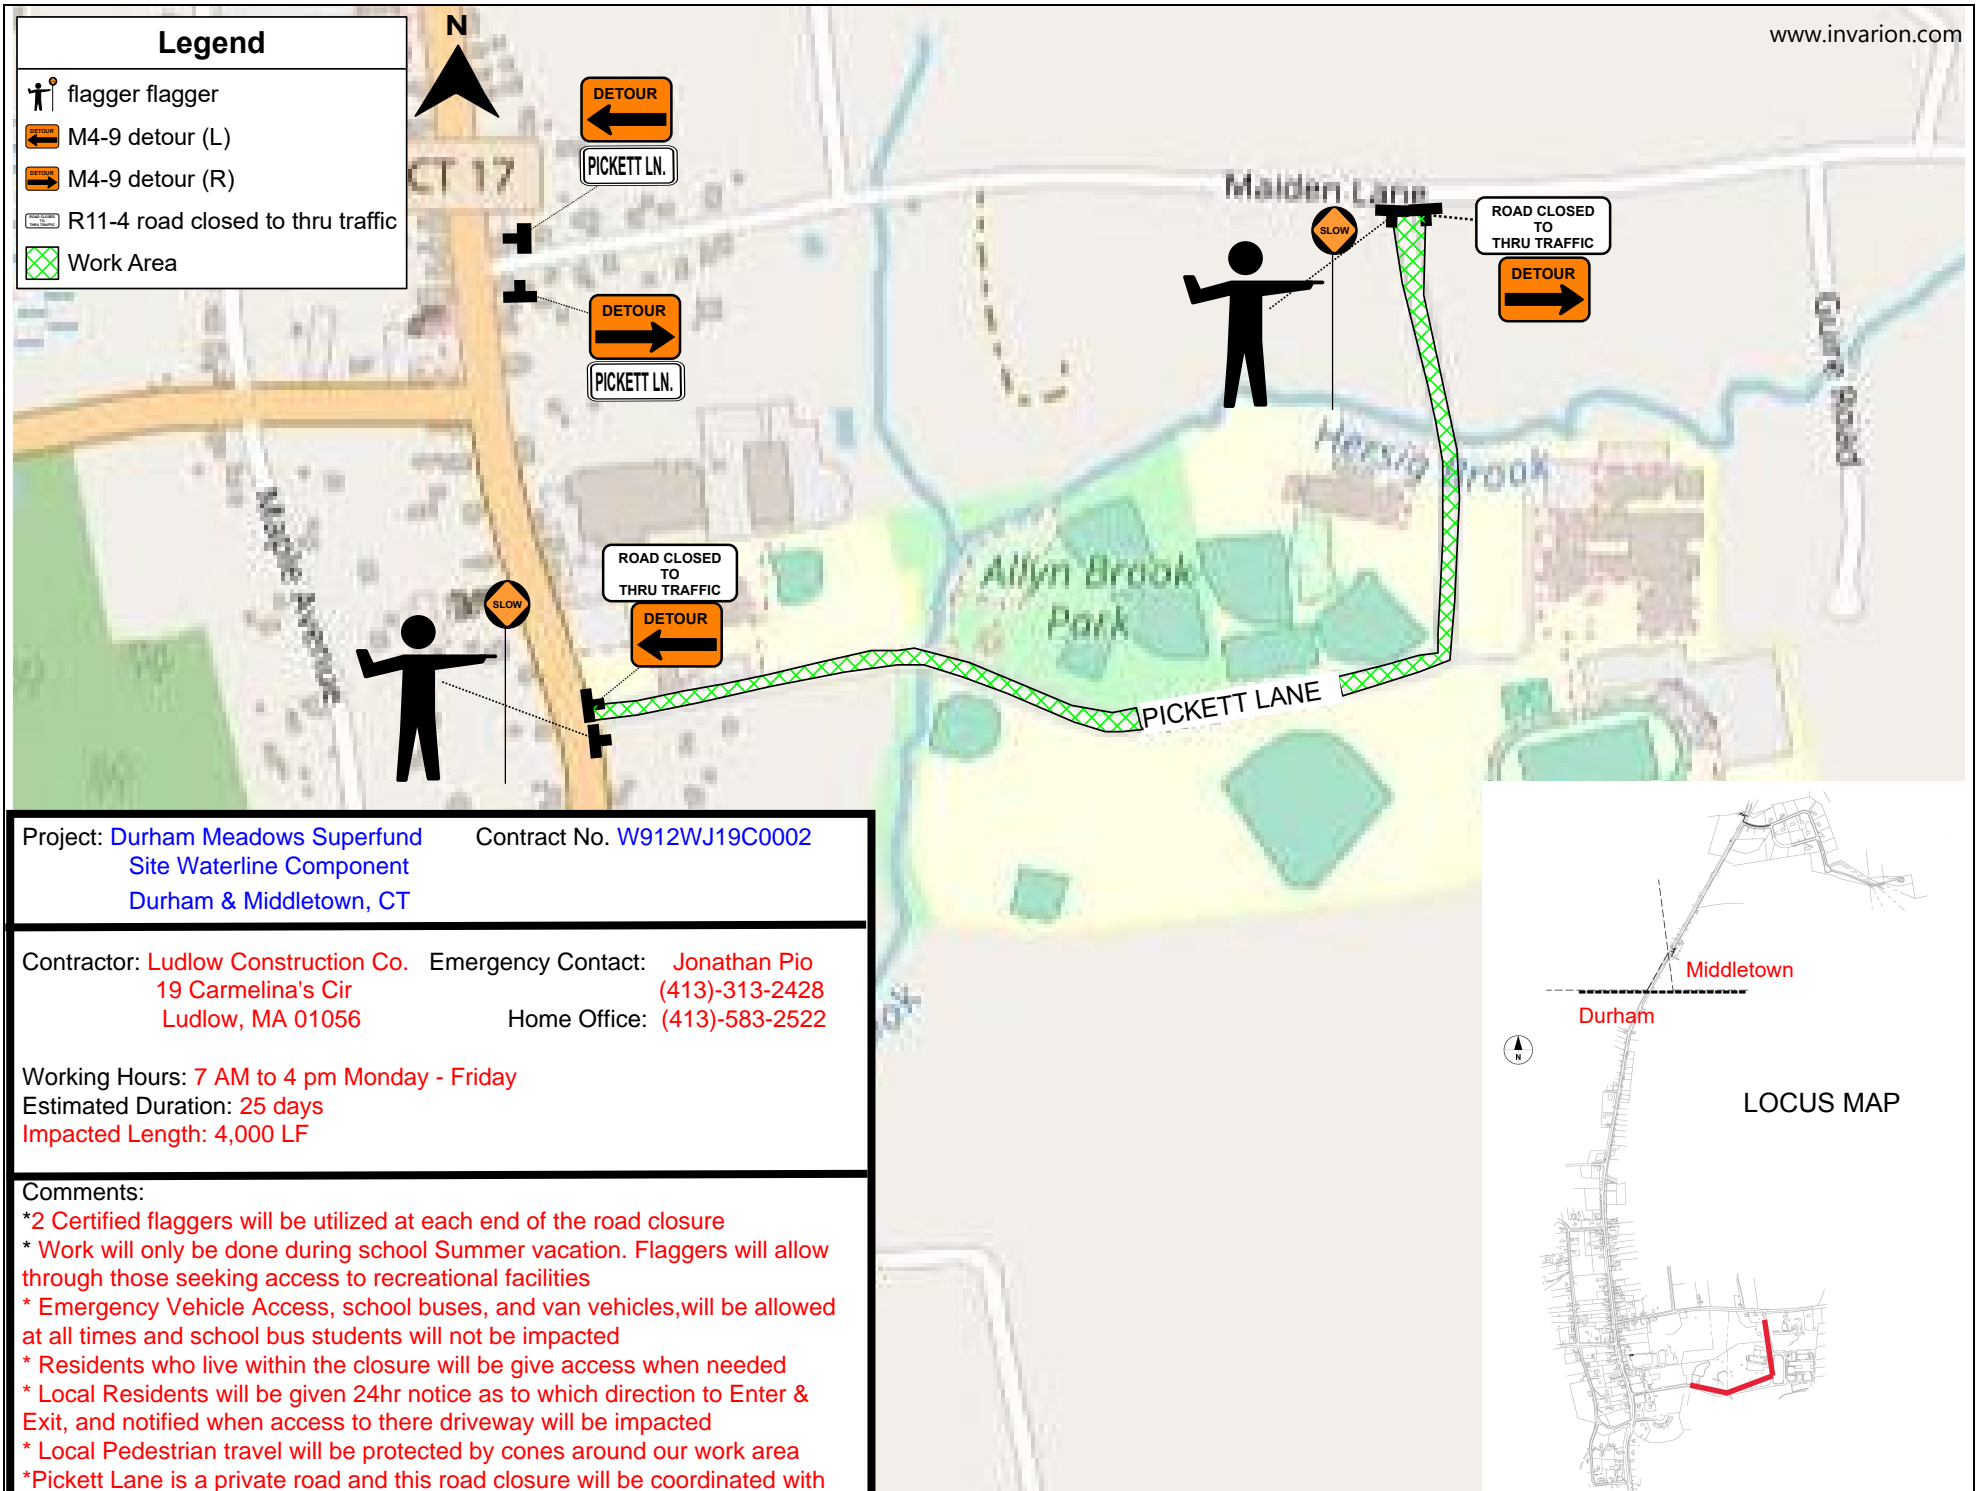 www.invarion.com
Legend
flagger flagger
DETOUR
M4-9 detour (L)
DETOUR
M4-9 detour (R)
ROAD CLOSED
TO
THRU TRAFFIC
R11-4 road closed to thru traffic
Work Area
N
CT 17
DETOUR
PICKETT LN.
DETOUR
PICKETT LN.
Maiden Lane
SLOW
ROAD CLOSED
TO
THRU TRAFFIC
DETOUR
Guire Road
Hersig Brook
Maple Avenue
Allyn Brook
Park
SLOW
ROAD CLOSED
TO
THRU TRAFFIC
DETOUR
PICKETT LANE
Project: Durham Meadows Superfund Contract No. W912WJ19C0002
Site Waterline Component
Durham & Middletown, CT
Contractor: Ludlow Construction Co. Emergency Contact: Jonathan Pio
19 Carmelina's Cir (413)-313-2428
Ludlow, MA 01056 Home Office: (413)-583-2522
Working Hours: 7 AM to 4 pm Monday - Friday
Estimated Duration: 25 days
Impacted Length: 4,000 LF
Comments:
*2 Certified flaggers will be utilized at each end of the road closure
* Work will only be done during school Summer vacation. Flaggers will allow
through those seeking access to recreational facilities
* Emergency Vehicle Access, school buses, and van vehicles,will be allowed
at all times and school bus students will not be impacted
* Residents who live within the closure will be give access when needed
* Local Residents will be given 24hr notice as to which direction to Enter &
Exit, and notified when access to there driveway will be impacted
* Local Pedestrian travel will be protected by cones around our work area
*Pickett Lane is a private road and this road closure will be coordinated with
Middletown
Durham
N
LOCUS MAP